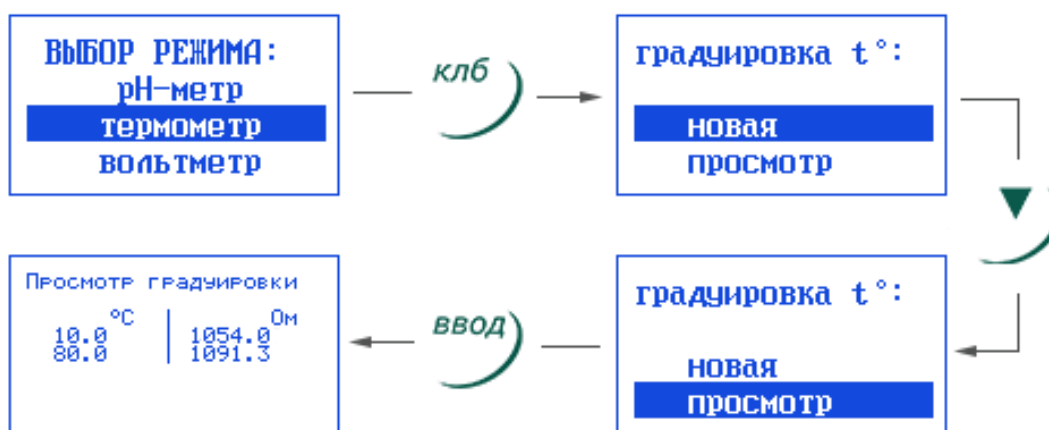 ВЫБОР РЕЖИМА:
pH-метр
термометр
вольтметр
клб
градуировка t°:
новая
просмотр
градуировка t°:
новая
просмотр
ввод
Просмотр градуировки
°C Ом
10.0 1054.0
80.0 1091.3